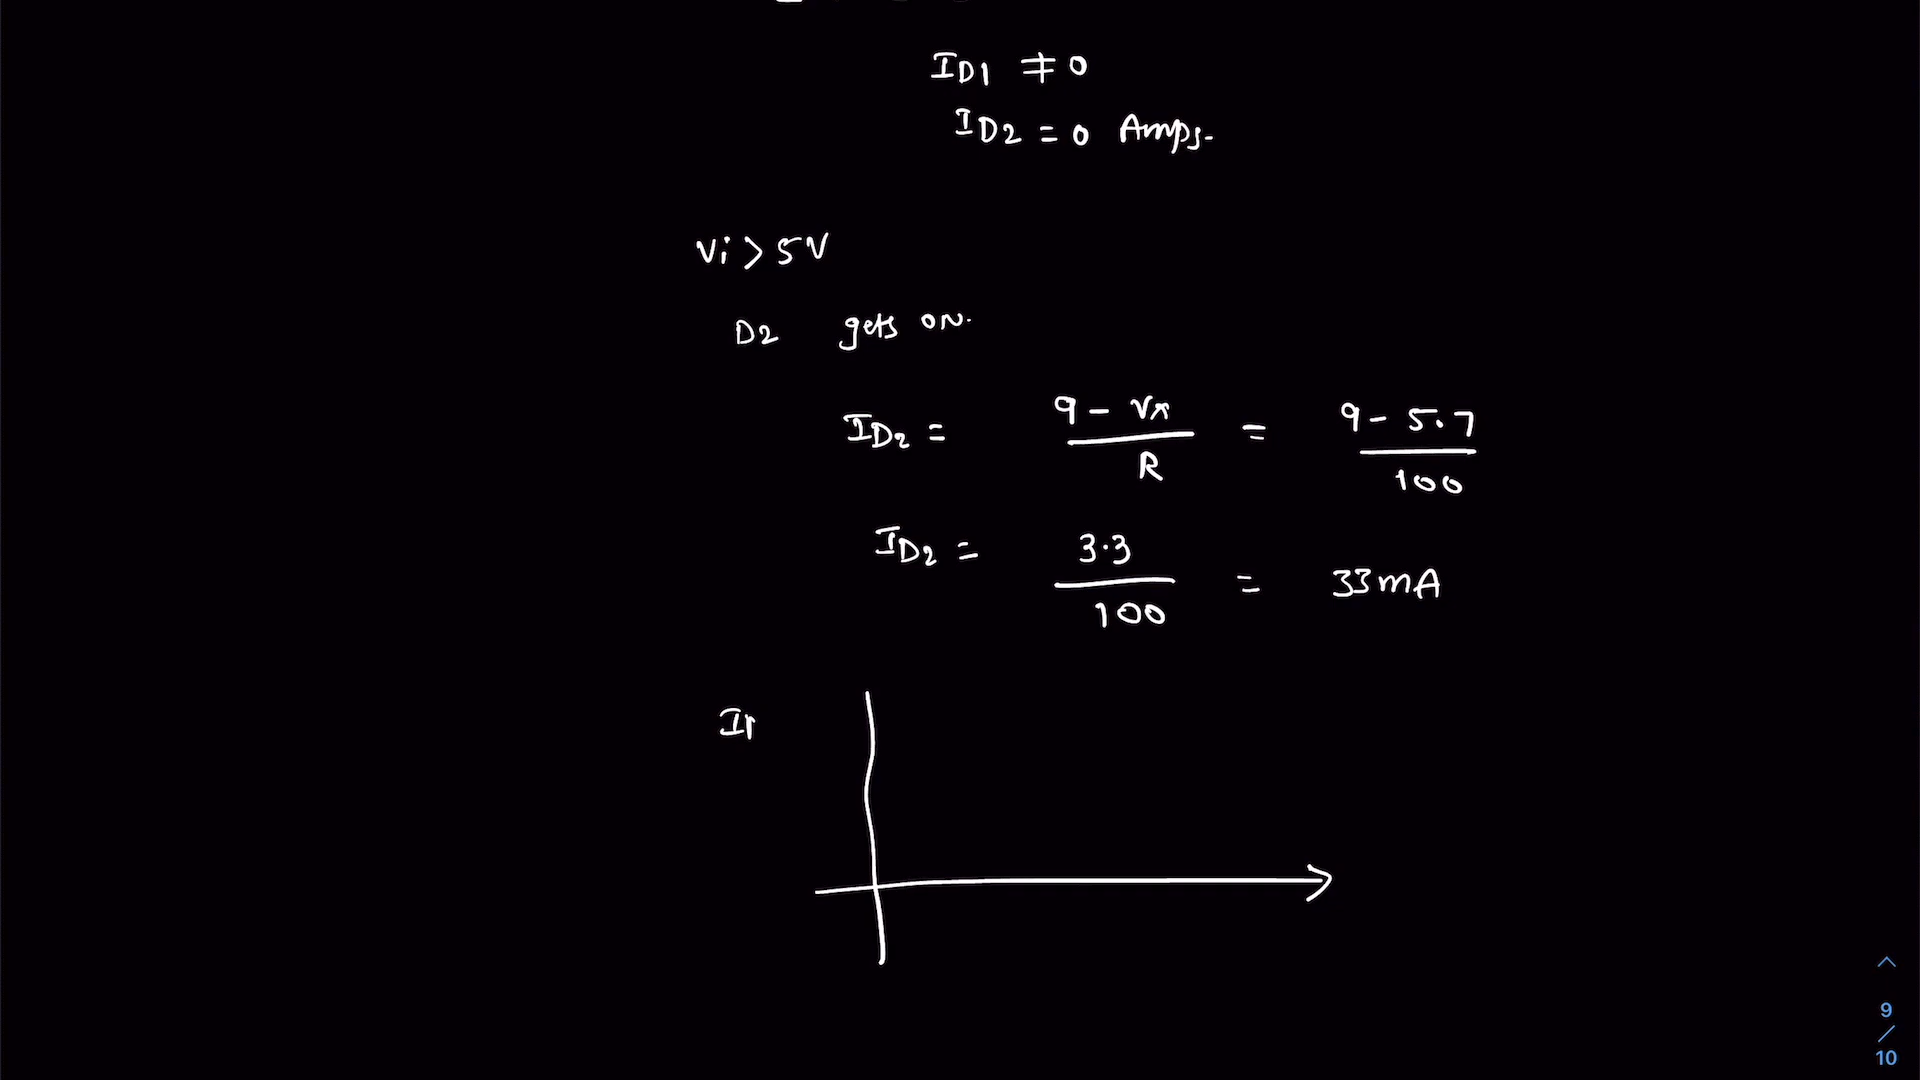 ID1 ≠ 0
ID2 = 0 Amps.
Vi > 5V
D2 gets ON.
ID2 = 9 - Vx / R = 9 - 5.7 / 100
ID2 = 3.3 / 100 = 33mA
I1
9
/
10